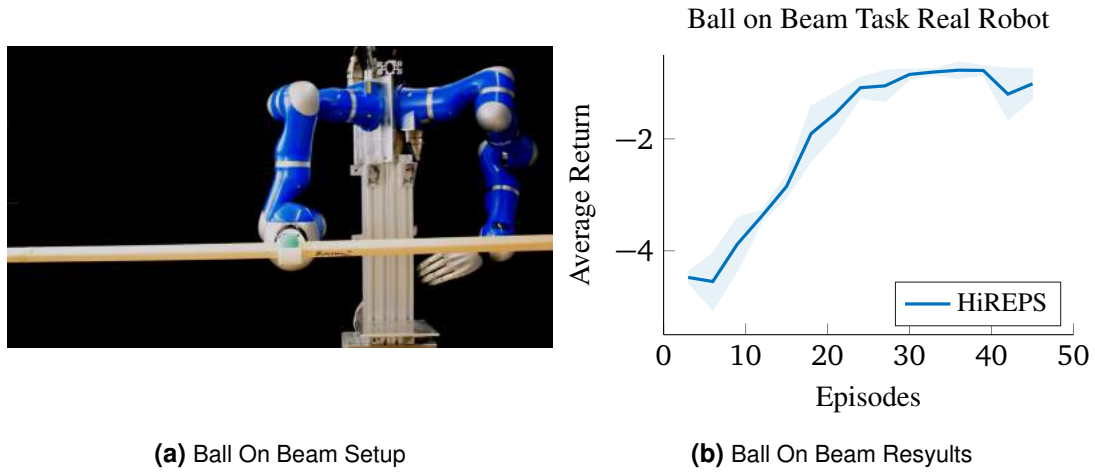 Ball on Beam Task Real Robot
−2
−4
Average Return
HiREPS
0 10 20 30 40 50
Episodes
(a) Ball On Beam Setup
(b) Ball On Beam Resyults